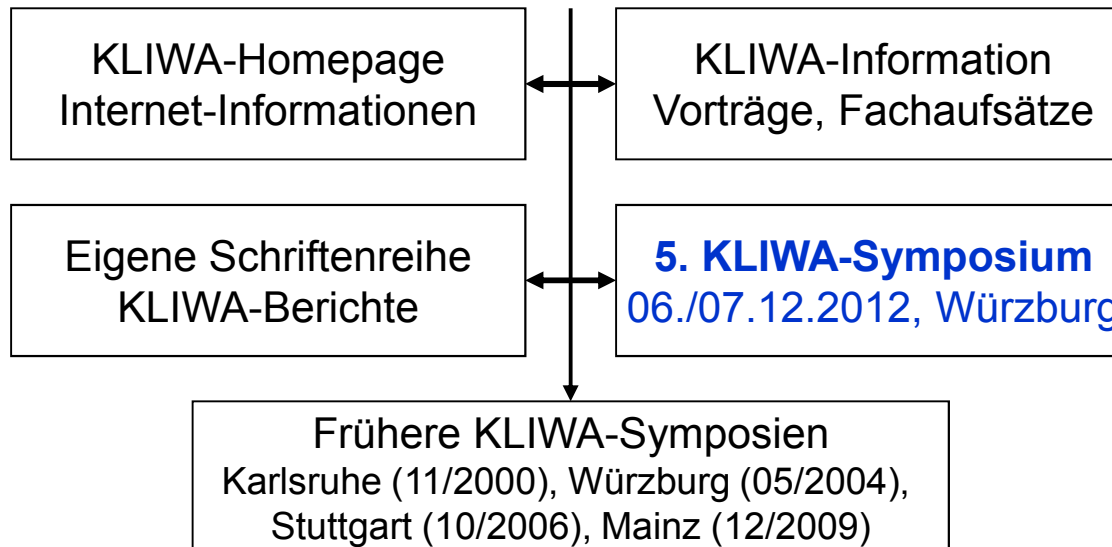 KLIWA-Homepage
Internet-Informationen
KLIWA-Information
Vorträge, Fachaufsätze
Eigene Schriftenreihe
KLIWA-Berichte
5. KLIWA-Symposium
06./07.12.2012, Würzburg
Frühere KLIWA-Symposien
Karlsruhe (11/2000), Würzburg (05/2004),
Stuttgart (10/2006), Mainz (12/2009)